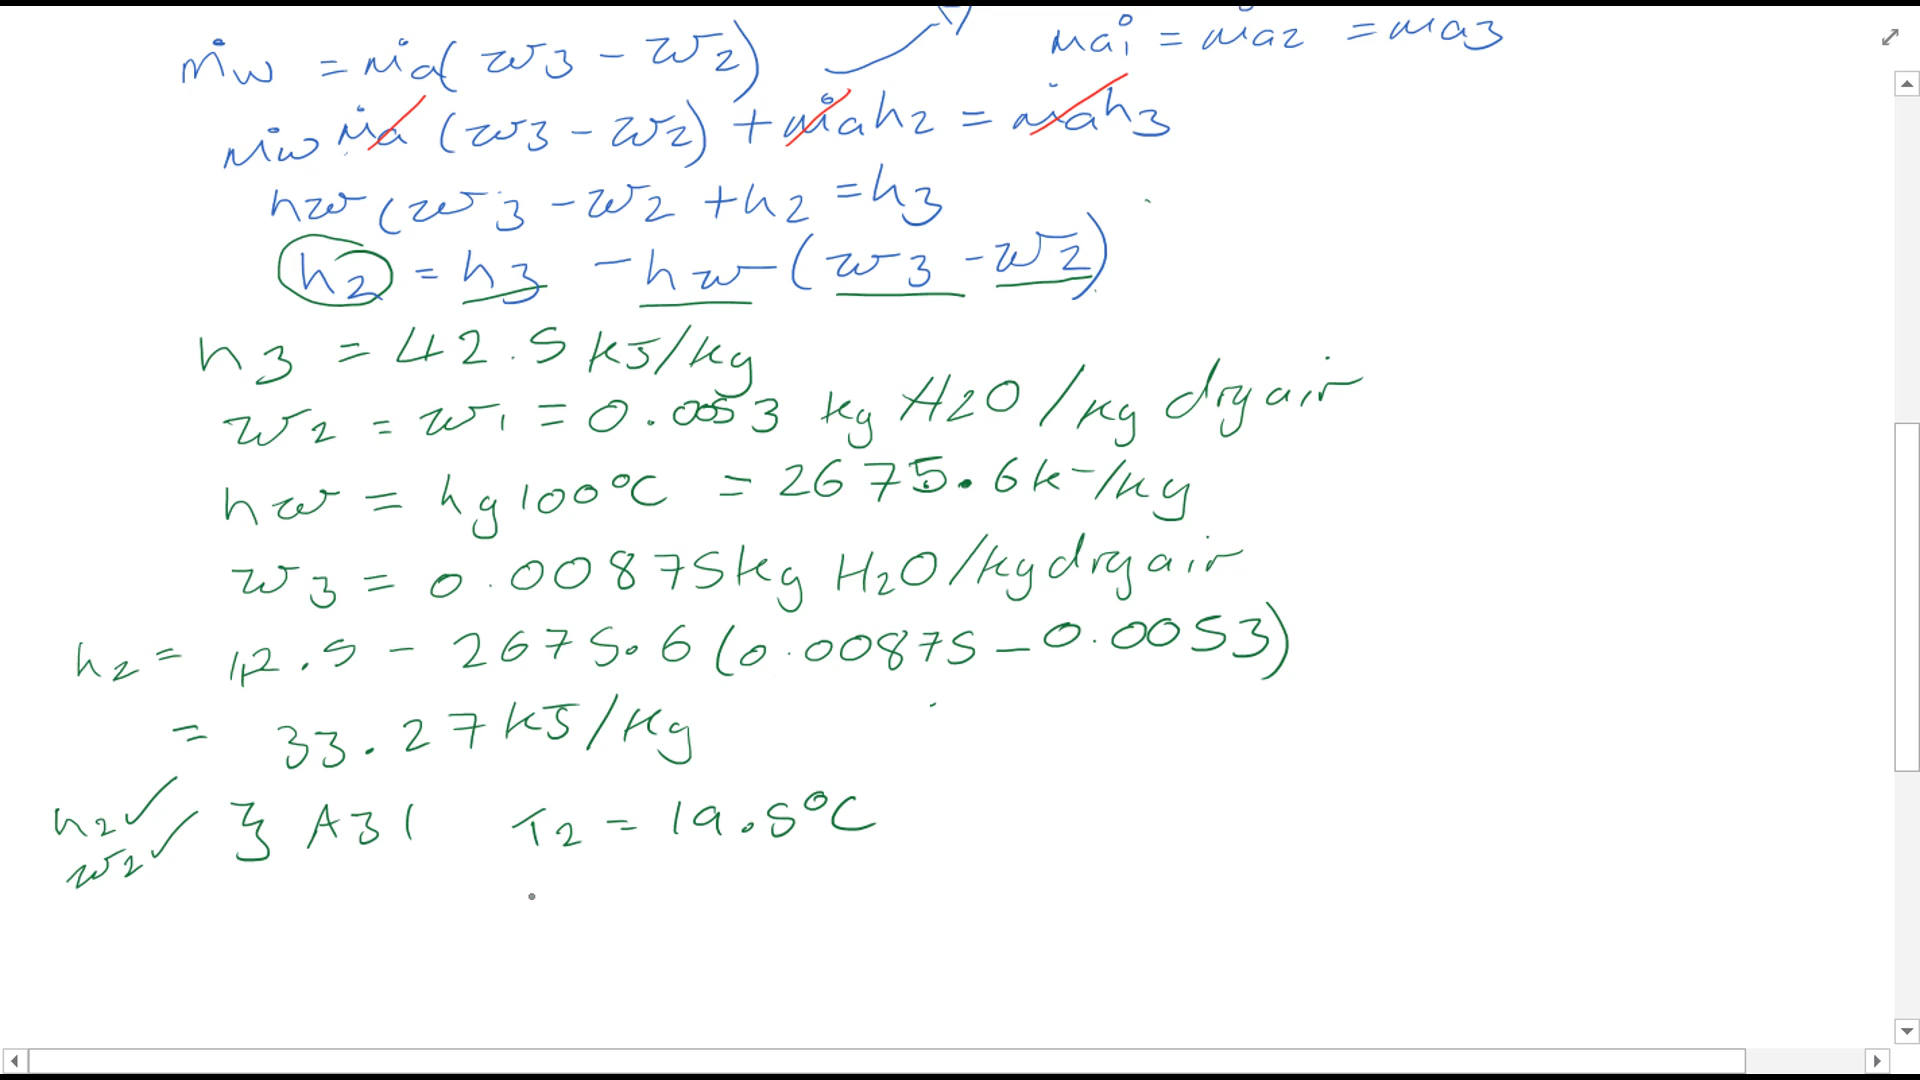 ṁw = ṁa( w3 - w2)
ṁa1 = ṁa2 = ma3
ṁw ṁa (w3 - w2) + ṁa h2 = ṁa h3
hw (w3 - w2 + h2 = h3
h2 = h3 - hw (w3 - w2)
h3 = 42.5 kJ/kg
w2 = w1 = 0.0053 kg H2O / kg dry air
hw = hg 100°C = 2675.6 k-/kg
w3 = 0.00875 kg H2O / kg dry air
h2 = 42.5 - 2675.6 (0.00875 - 0.0053)
= 33.27 kJ/kg
h2 ✓
w2 ✓ } A31 T2 = 19.5°C